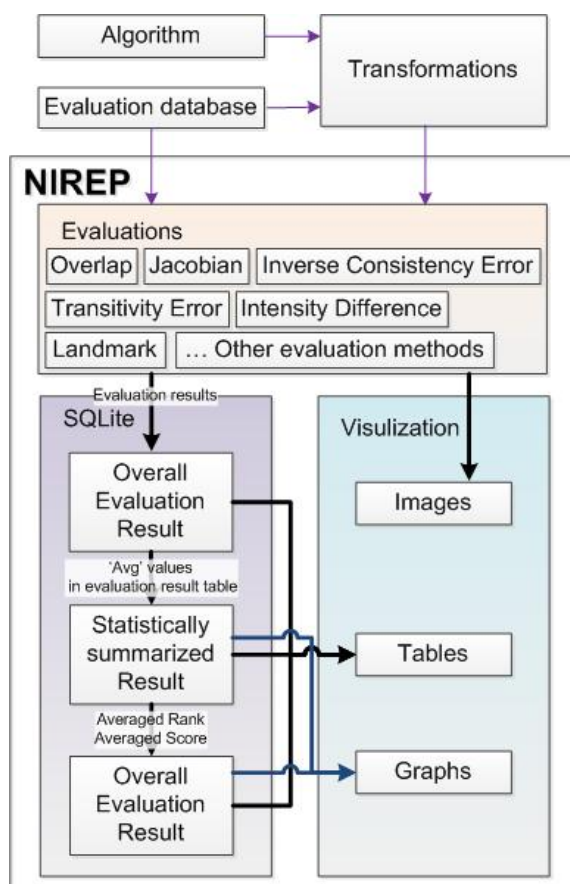 Algorithm
Transformations
Evaluation database
NIREP
Evaluations
Overlap
Jacobian
Inverse Consistency Error
Transitivity Error
Intensity Difference
Landmark
... Other evaluation methods
Evaluation results
SQLite
Overall
Evaluation
Result
'Avg' values
in evaluation result table
Statistically
summarized
Result
Averaged Rank
Averaged Score
Overall
Evaluation
Result
Visulization
Images
Tables
Graphs